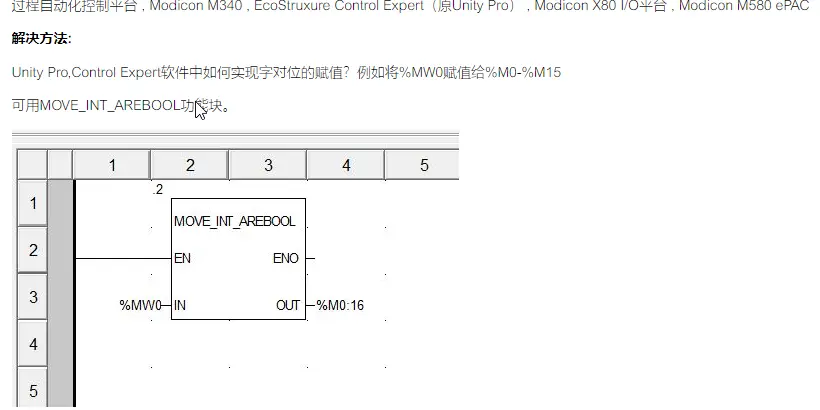 过程自动化控制平台 , Modicon M340 , EcoStruxure Control Expert（原Unity Pro） , Modicon X80 I/O平台 , Modicon M580 ePAC
解决方法:
Unity Pro,Control Expert软件中如何实现字对位的赋值？例如将%MW0赋值给%M0-%M15
可用MOVE_INT_AREBOOL功能块。
1 2 3 4 5
.2
1
MOVE_INT_AREBOOL
2
EN ENO
3
%MW0 IN OUT %M0:16
4
5